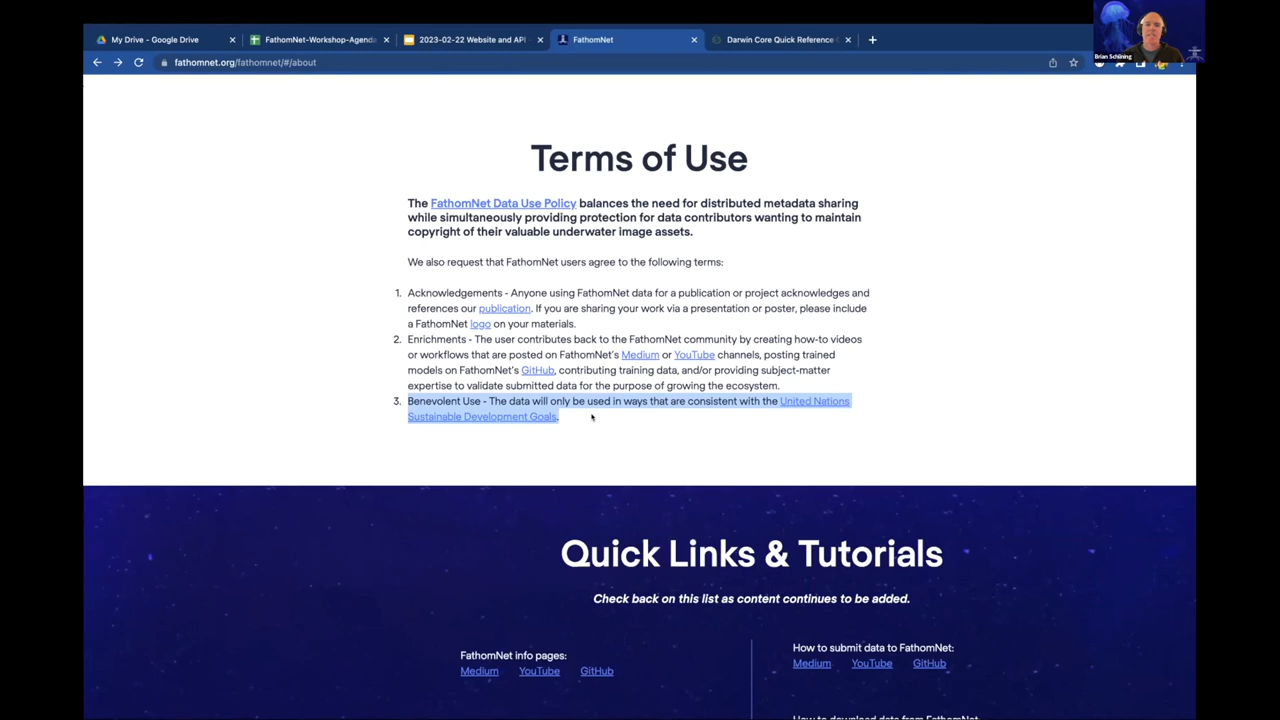 My Drive - Google Drive
FathomNet-Workshop-Agenda
2023-02-22 Website and API
FathomNet
Darwin Core Quick Reference
fathomnet.org/fathomnet/#/about
Brian Schlining
Terms of Use
The FathomNet Data Use Policy balances the need for distributed metadata sharing
while simultaneously providing protection for data contributors wanting to maintain
copyright of their valuable underwater image assets.
We also request that FathomNet users agree to the following terms:
1. Acknowledgements - Anyone using FathomNet data for a publication or project acknowledges and
references our publication. If you are sharing your work via a presentation or poster, please include
a FathomNet logo on your materials.
2. Enrichments - The user contributes back to the FathomNet community by creating how-to videos
or workflows that are posted on FathomNet's Medium or YouTube channels, posting trained
models on FathomNet's GitHub, contributing training data, and/or providing subject-matter
expertise to validate submitted data for the purpose of growing the ecosystem.
3. Benevolent Use - The data will only be used in ways that are consistent with the United Nations
Sustainable Development Goals.
Quick Links & Tutorials
Check back on this list as content continues to be added.
FathomNet info pages:
Medium YouTube GitHub
How to submit data to FathomNet:
Medium YouTube GitHub
How to download data from FathomNet: